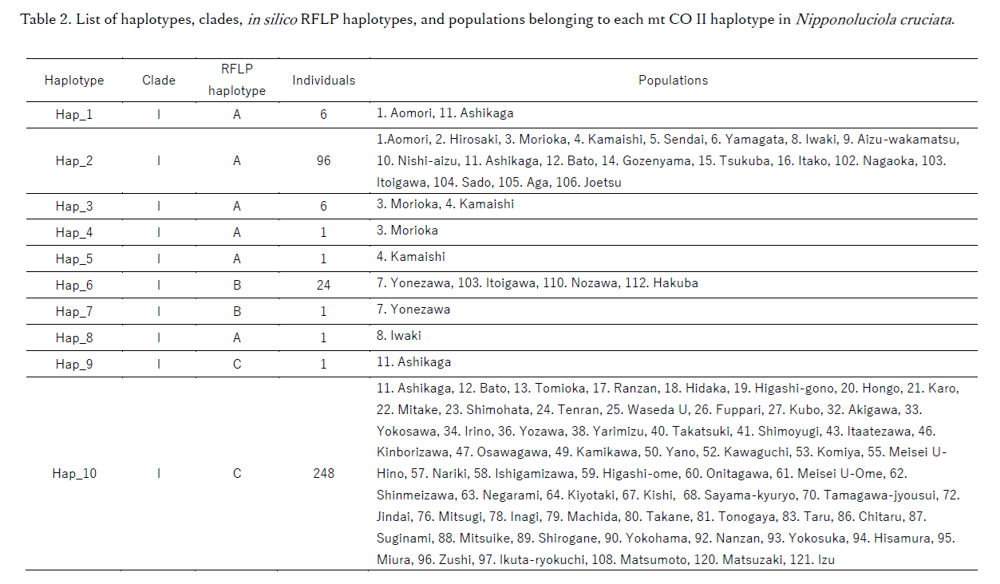 Table 2. List of haplotypes, clades, in silico RFLP haplotypes, and populations belonging to each mt CO II haplotype in Nipponoluciola cruciata.
Haplotype Clade RFLP haplotype Individuals Populations
Hap_1 I A 6 1. Aomori, 11. Ashikaga
Hap_2 I A 96 1.Aomori, 2. Hirosaki, 3. Morioka, 4. Kamaishi, 5. Sendai, 6. Yamagata, 8. Iwaki, 9. Aizu-wakamatsu,
10. Nishi-aizu, 11. Ashikaga, 12. Bato, 14. Gozenyama, 15. Tsukuba, 16. Itako, 102. Nagaoka, 103.
Itoigawa, 104. Sado, 105. Aga, 106. Joetsu
Hap_3 I A 6 3. Morioka, 4. Kamaishi
Hap_4 I A 1 3. Morioka
Hap_5 I A 1 4. Kamaishi
Hap_6 I B 24 7. Yonezawa, 103. Itoigawa, 110. Nozawa, 112. Hakuba
Hap_7 I B 1 7. Yonezawa
Hap_8 I A 1 8. Iwaki
Hap_9 I C 1 11. Ashikaga
Hap_10 I C 248 11. Ashikaga, 12. Bato, 13. Tomioka, 17. Ranzan, 18. Hidaka, 19. Higashi-gono, 20. Hongo, 21. Karo,
22. Mitake, 23. Shimohata, 24. Tenran, 25. Waseda U, 26. Fuppari, 27. Kubo, 32. Akigawa, 33.
Yokosawa, 34. Irino, 36. Yozawa, 38. Yarimizu, 40. Takatsuki, 41. Shimoyugi, 43. Itaatezawa, 46.
Kinborizawa, 47. Osawagawa, 49. Kamikawa, 50. Yano, 52. Kawaguchi, 53. Komiya, 55. Meisei U-
Hino, 57. Nariki, 58. Ishigamizawa, 59. Higashi-ome, 60. Onitagawa, 61. Meisei U-Ome, 62.
Shinmeizawa, 63. Negarami, 64. Kiyotaki, 67. Kishi, 68. Sayama-kyuryo, 70. Tamagawa-jyousui, 72.
Jindai, 76. Mitsugi, 78. Inagi, 79. Machida, 80. Takane, 81. Tonogaya, 83. Taru, 86. Chitaru, 87.
Suginami, 88. Mitsuike, 89. Shirogane, 90. Yokohama, 92. Nanzan, 93. Yokosuka, 94. Hisamura, 95.
Miura, 96. Zushi, 97. Ikuta-ryokuchi, 108. Matsumoto, 120. Matsuzaki, 121. Izu